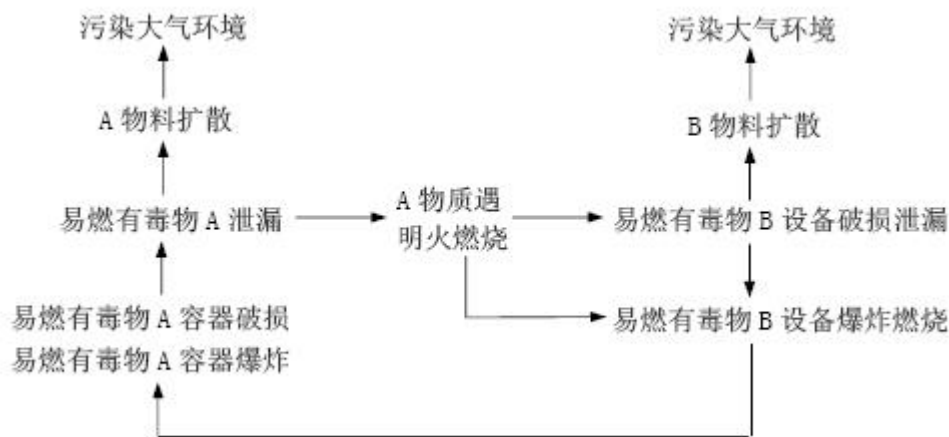 污染大气环境
污染大气环境
A 物料扩散
B 物料扩散
易燃有毒物 A 泄漏
A 物质遇
明火燃烧
易燃有毒物 B 设备破损泄漏
易燃有毒物 A 容器破损
易燃有毒物 A 容器爆炸
易燃有毒物 B 设备爆炸燃烧